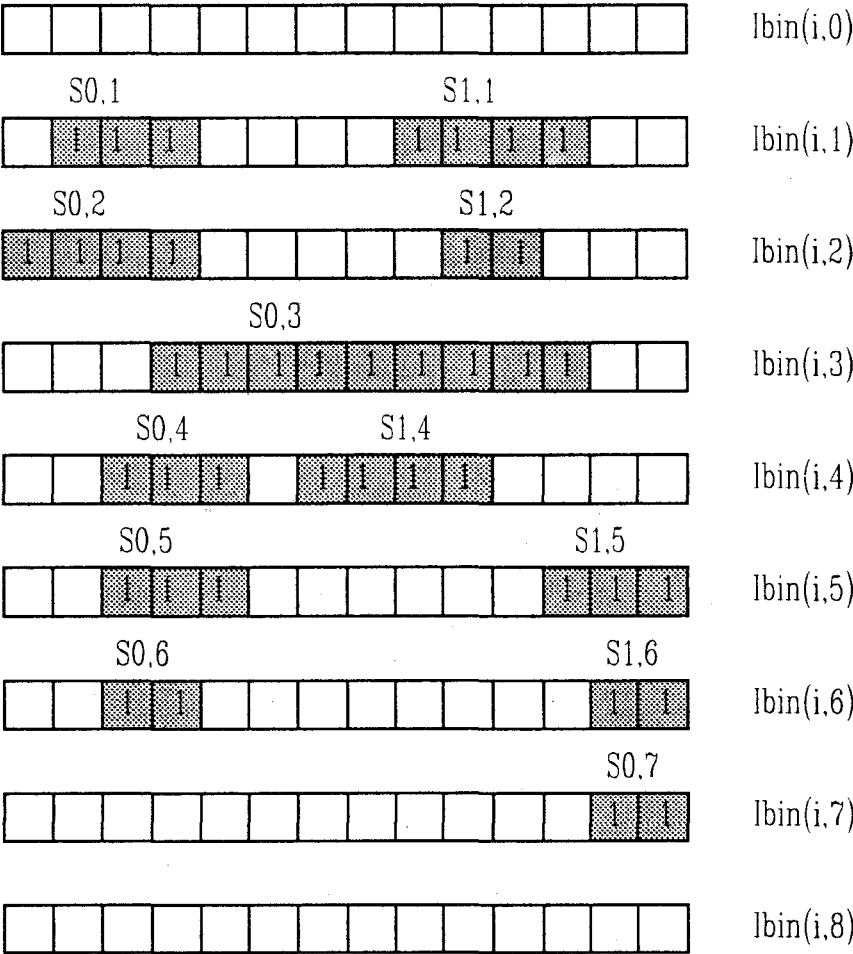 Ibin(i,0)
S0,1 S1,1
1 1 1 1 1 1 1 Ibin(i,1)
S0,2 S1,2
1 1 1 1 1 1 Ibin(i,2)
S0,3
1 1 1 1 1 1 1 1 1 Ibin(i,3)
S0,4 S1,4
1 1 1 1 1 1 1 Ibin(i,4)
S0,5 S1,5
1 1 1 1 1 1 Ibin(i,5)
S0,6 S1,6
1 1 1 1 Ibin(i,6)
S0,7
1 1 Ibin(i,7)
Ibin(i,8)